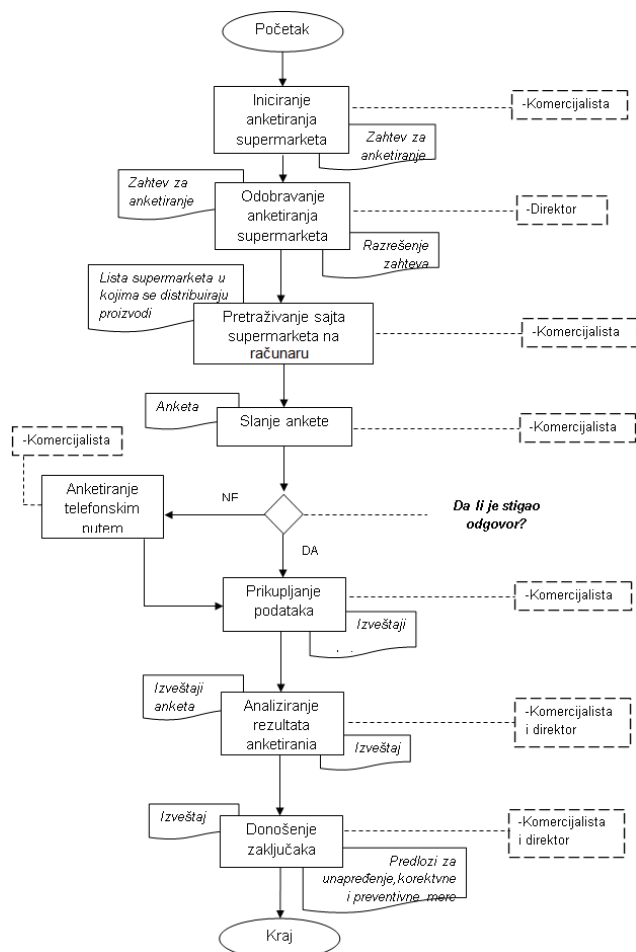 Početak
Iniciranje
anketiranja
supermarketa
-Komercijalista
Zahtev za
anketiranje
Zahtev za
anketiranje
Odobravanje
anketiranja
supermarketa
-Direktor
Razrešenje
zahteva
Lista supermarketa u
kojima se distribuiraju
proizvodi
Pretraživanje sajta
supermarketa na
računaru
-Komercijalista
Anketa
Slanje ankete
-Komercijalista
-Komercijalista
Anketiranje
telefonskim
putem
NE
Da li je stigao
odgovor?
DA
Prikupljanje
podataka
-Komercijalista
Izveštaji
Izveštaji
anketa
Analiziranje
rezultata
anketiranja
-Komercijalista
i direktor
Izveštaj
Izveštaj
Donošenje
zaključaka
-Komercijalista
i direktor
Predlozi za
unapređenje,korektvne
i preventivne mere
Kraj